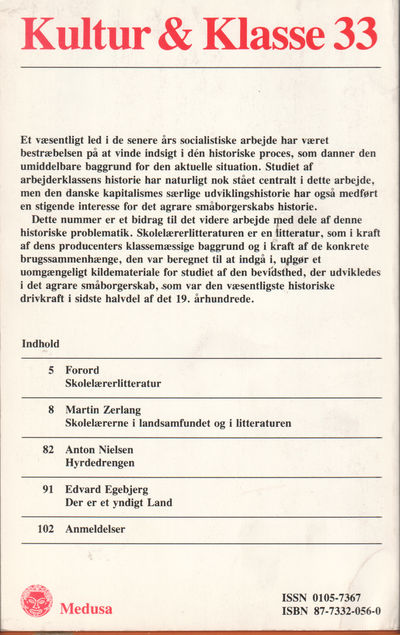 Kultur & Klasse 33
Et væsentligt led i de senere års socialistiske arbejde har været
bestræbelsen på at vinde indsigt i dén historiske proces, som danner den
umiddelbare baggrund for den aktuelle situation. Studiet af
arbejderklassens historie har naturligt nok stået centralt i dette arbejde,
men den danske kapitalismes særlige udviklingshistorie har også medført
en stigende interesse for det agrare småborgerskabs historie.
Dette nummer er et bidrag til det videre arbejde med dele af denne
historiske problematik. Skolelærerlitteraturen er en litteratur, som i kraft
af dens producenters klassemæssige baggrund og i kraft af de konkrete
brugssammenhænge, den var beregnet til at indgå i, udgør et
uomgængeligt kildemateriale for studiet af den bevidsthed, der udvikledes
i det agrare småborgerskab, som var den væsentligste historiske
drivkraft i sidste halvdel af det 19. århundrede.
Indhold
5 Forord
Skolelærerlitteratur
8 Martin Zerlang
Skolelærerne i landsamfundet og i litteraturen
82 Anton Nielsen
Hyrdedrengen
91 Edvard Egebjerg
Der er et yndigt Land
102 Anmeldelser
Medusa
ISSN 0105-7367
ISBN 87-7332-056-0